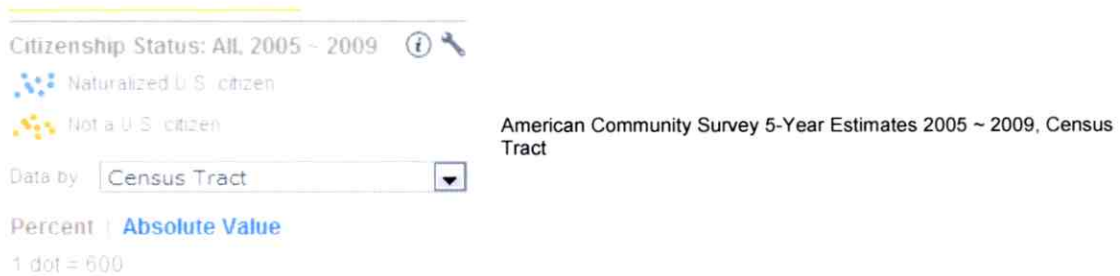 Citizenship Status: All, 2005 ~ 2009
Naturalized U.S. citizen
Not a U.S. citizen
American Community Survey 5-Year Estimates 2005 ~ 2009, Census
Tract
Data by Census Tract
Percent | Absolute Value
1 dot = 600